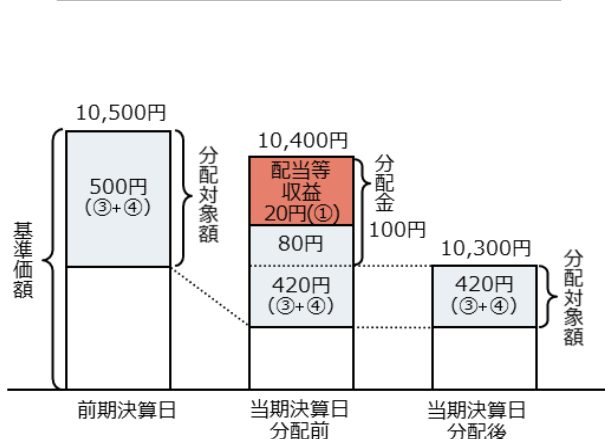 10,500円
500円
(③+④)
分配対象額
基準価額
10,400円
配当等
収益
20円(①)
80円
420円
(③+④)
分配金
100円
10,300円
420円
(③+④)
分配対象額
前期決算日
当期決算日
分配前
当期決算日
分配後